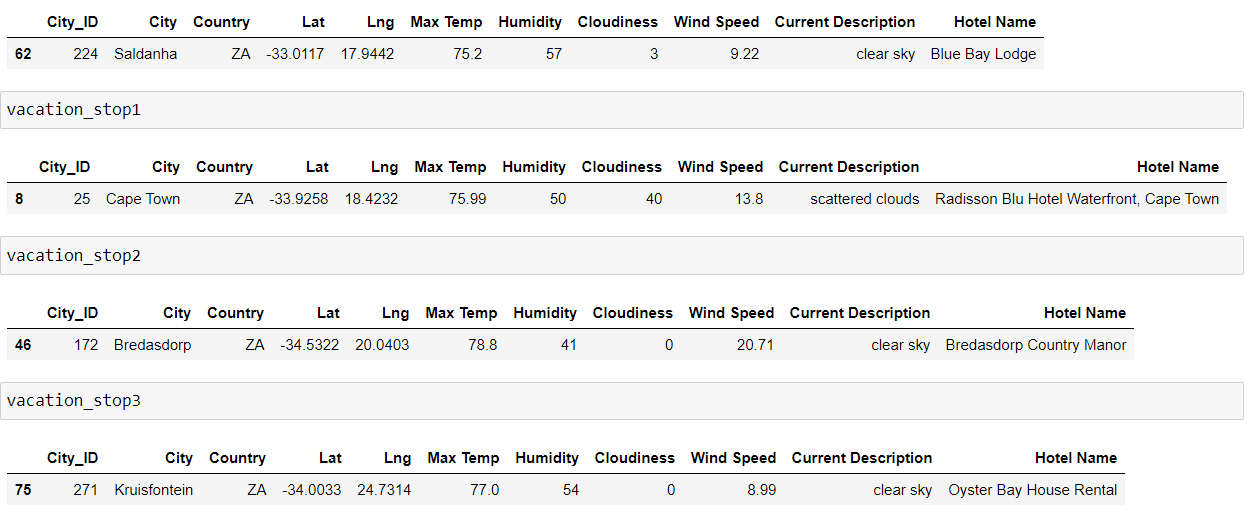 City_ID City Country Lat Lng Max Temp Humidity Cloudiness Wind Speed Current Description Hotel Name
62 224 Saldanha ZA -33.0117 17.9442 75.2 57 3 9.22 clear sky Blue Bay Lodge
vacation_stop1
City_ID City Country Lat Lng Max Temp Humidity Cloudiness Wind Speed Current Description Hotel Name
8 25 Cape Town ZA -33.9258 18.4232 75.99 50 40 13.8 scattered clouds Radisson Blu Hotel Waterfront, Cape Town
vacation_stop2
City_ID City Country Lat Lng Max Temp Humidity Cloudiness Wind Speed Current Description Hotel Name
46 172 Bredasdorp ZA -34.5322 20.0403 78.8 41 0 20.71 clear sky Bredasdorp Country Manor
vacation_stop3
City_ID City Country Lat Lng Max Temp Humidity Cloudiness Wind Speed Current Description Hotel Name
75 271 Kruisfontein ZA -34.0033 24.7314 77.0 54 0 8.99 clear sky Oyster Bay House Rental